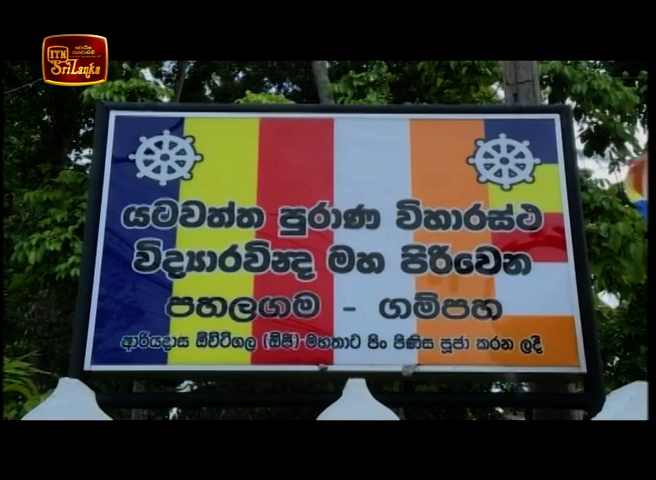 ITN
SriLanka
යටවත්ත පුරාණ විහාරස්ථ
විද්‍යාරවින්ද මහ පිරිවෙන
පහලගම - ගම්පහ
ආරියදාස ඕවිටිගල (ඕජී) මහතාට පිං පිණිස පූජා කරන ලදී